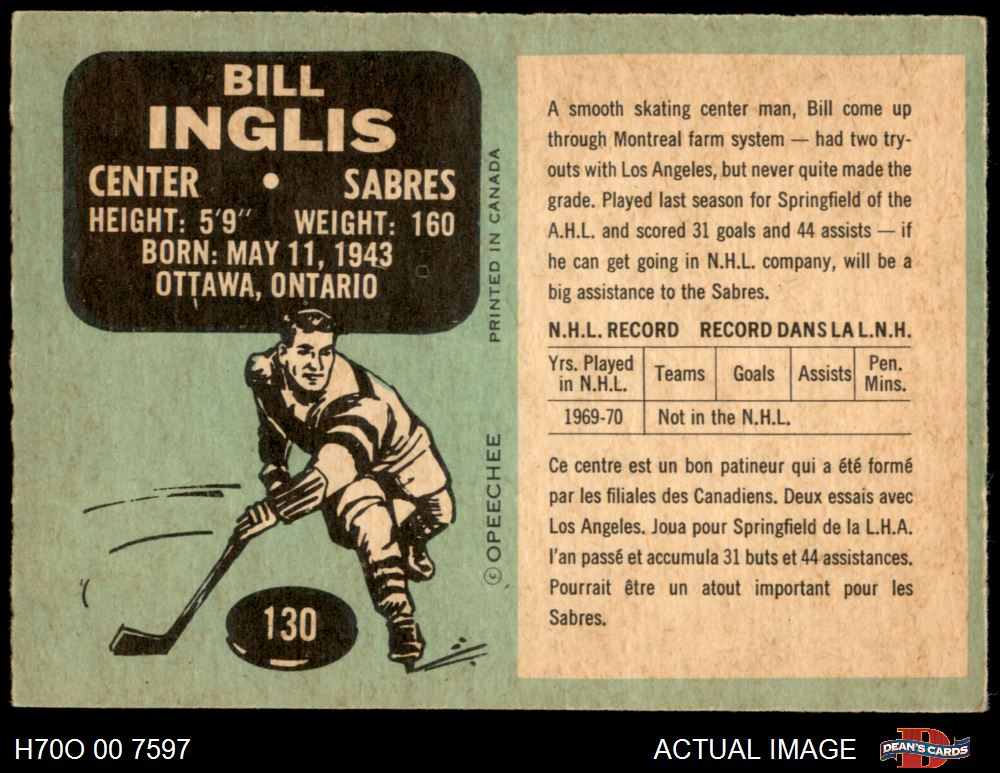 BILL
INGLIS
CENTER • SABRES
HEIGHT: 5'9" WEIGHT: 160
BORN: MAY 11, 1943
OTTAWA, ONTARIO
130
PRINTED IN CANADA
© OPEECHEE
A smooth skating center man, Bill come up
through Montreal farm system — had two try-
outs with Los Angeles, but never quite made the
grade. Played last season for Springfield of the
A.H.L. and scored 31 goals and 44 assists — if
he can get going in N.H.L. company, will be a
big assistance to the Sabres.
N.H.L. RECORD RECORD DANS LA L.N.H.
Yrs. Played
in N.H.L. Teams Goals Assists Pen.
Mins.
1969-70 Not in the N.H.L.
Ce centre est un bon patineur qui a été formé
par les filiales des Canadiens. Deux essais avec
Los Angeles. Joua pour Springfield de la L.H.A.
l'an passé et accumula 31 buts et 44 assistances.
Pourrait être un atout important pour les
Sabres.
H70O 00 7597
ACTUAL IMAGE
D
DEAN'S CARDS